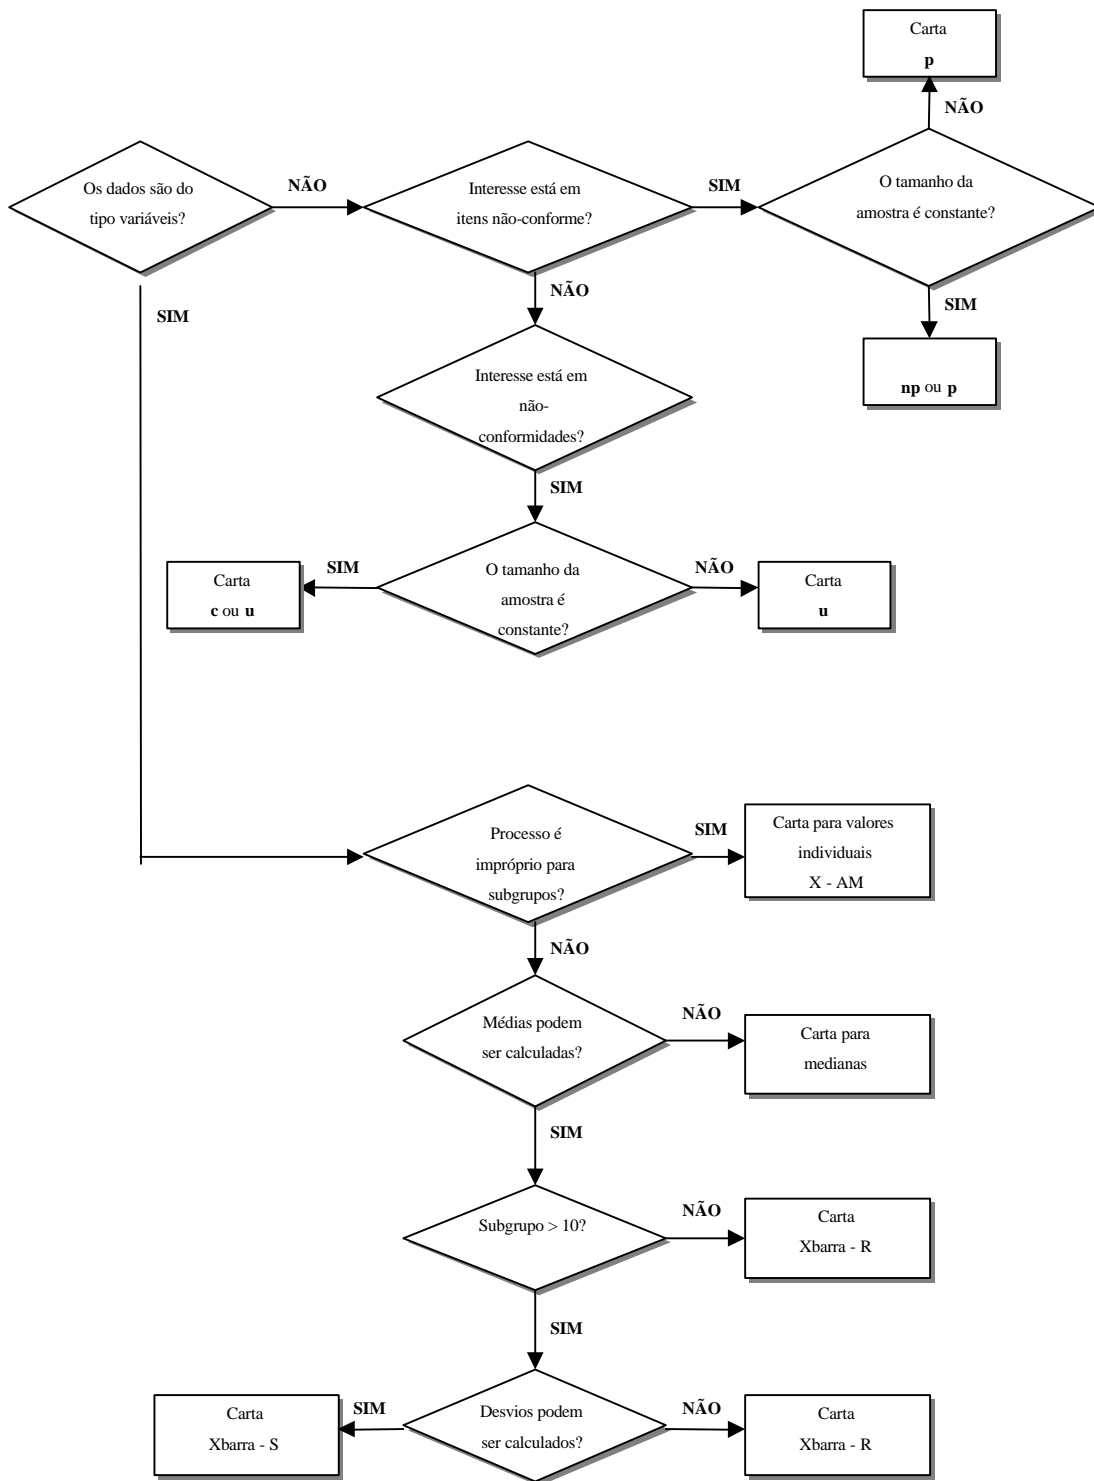 Carta
p
NÃO
Os dados são do
tipo variáveis?
NÃO
Interesse está em
itens não-conforme?
SIM
O tamanho da
amostra é constante?
SIM
NÃO
SIM
np ou p
Interesse está em
não-
conformidades?
SIM
Carta
c ou u
SIM
O tamanho da
amostra é
constante?
NÃO
Carta
u
Processo é
impróprio para
subgrupos?
SIM
Carta para valores
individuais
X - AM
NÃO
Médias podem
ser calculadas?
NÃO
Carta para
medianas
SIM
Subgrupo > 10?
NÃO
Carta
Xbarra - R
SIM
Carta
Xbarra - S
SIM
Desvios podem
ser calculados?
NÃO
Carta
Xbarra - R